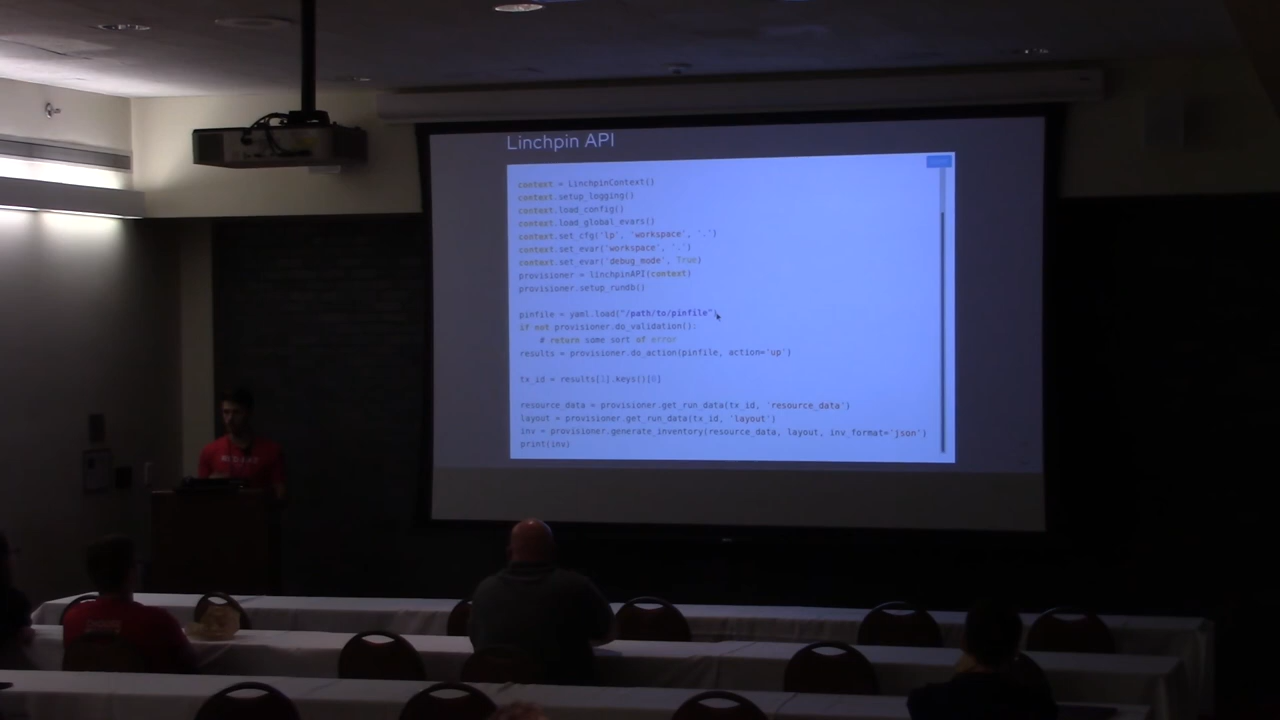 Linchpin API
context = LinchpinContext()
context.setup_logging()
context.load_config()
context.load_global_evars()
context.set_cfg('lp', 'workspace', '.')
context.set_evar('workspace', '.')
context.set_evar('debug_mode', True)
provisioner = linchpinAPI(context)
provisioner.setup_rundb()
pinfile = yaml.load("/path/to/pinfile")
if not provisioner.do_validation():
# return some sort of error
results = provisioner.do_action(pinfile, action='up')
tx_id = results[1].keys()[0]
resource_data = provisioner.get_run_data(tx_id, 'resource_data')
layout = provisioner.get_run_data(tx_id, 'layout')
inv = provisioner.generate_inventory(resource_data, layout, inv_format='json')
print(inv)